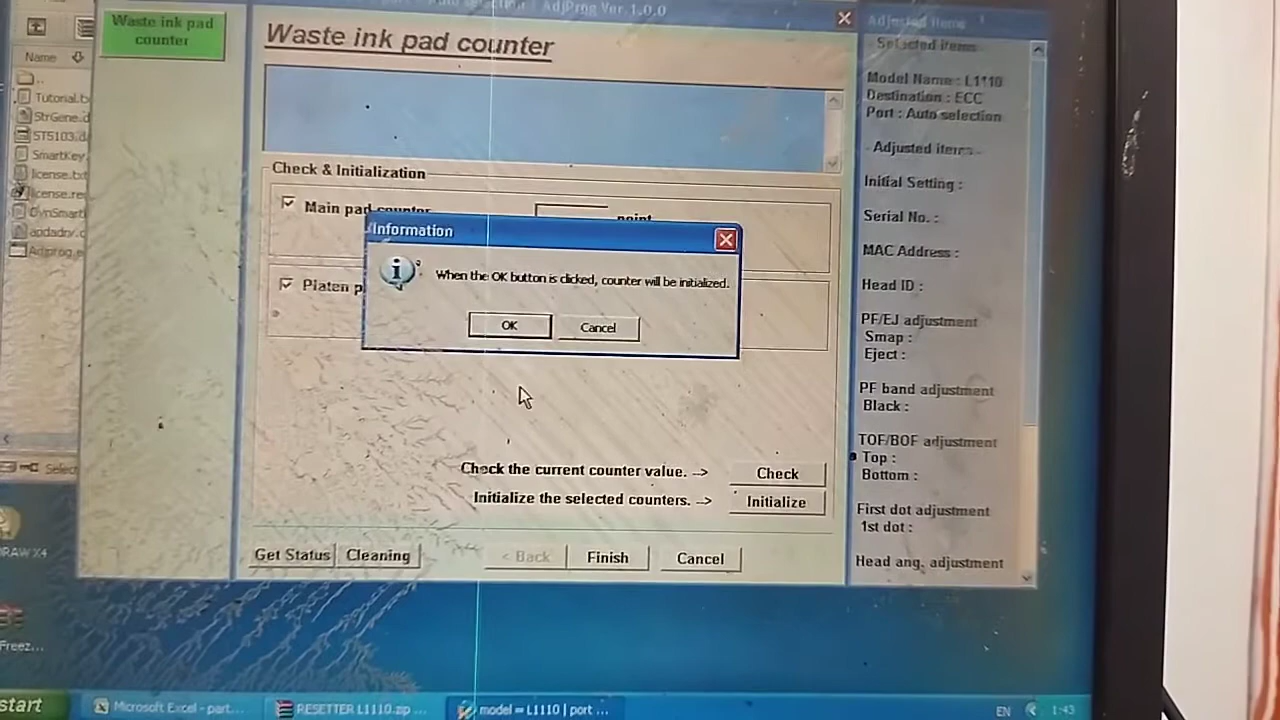 AdjProg Ver.1.0.0
Waste ink pad
counter
Name
..
Waste ink pad counter
Check & Initialization
Main pad counter
point
Platen p
Information
When the OK button is clicked, counter will be initialized.
OK
Cancel
Check the current counter value. -->
Check
Initialize the selected counters. -->
Initialize
Get Status
Cleaning
< Back
Finish
Cancel
Adjusted items
Selected items
Model Name : L1110
Destination : ECC
Port : Auto selection
- Adjusted items -
Initial Setting :
Serial No. :
MAC Address :
Head ID :
PF/EJ adjustment
Smap :
Eject :
PF band adjustment
Black :
TOF/BOF adjustment
Top :
Bottom :
First dot adjustment
1st dot :
Head ang. adjustment
Tutorial.tx
StrGene.d
ST5103.d
SmartKey
license.txt
license.re
Adjprog.e
Select
RAW X4
Freez...
start
Microsoft Excel - part...
RESETTER L1110.zip ...
model = L1110 | port ...
EN
1:43